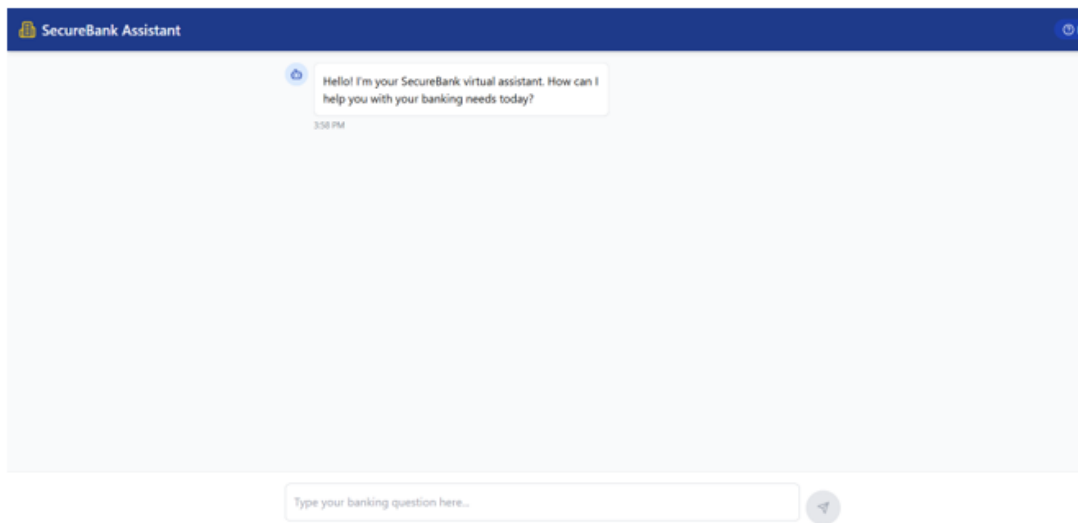 SecureBank Assistant
Hello! I'm your SecureBank virtual assistant. How can I
help you with your banking needs today?
3:58 PM
Type your banking question here...